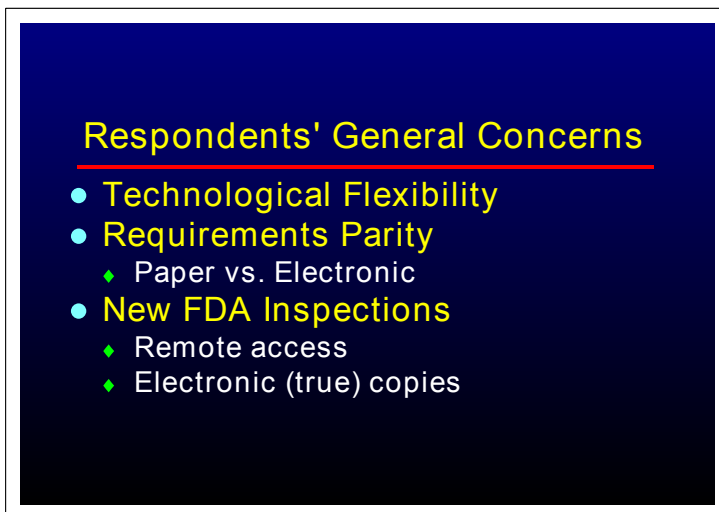 Respondents' General Concerns
Technological Flexibility
Requirements Parity
Paper vs. Electronic
New FDA Inspections
Remote access
Electronic (true) copies